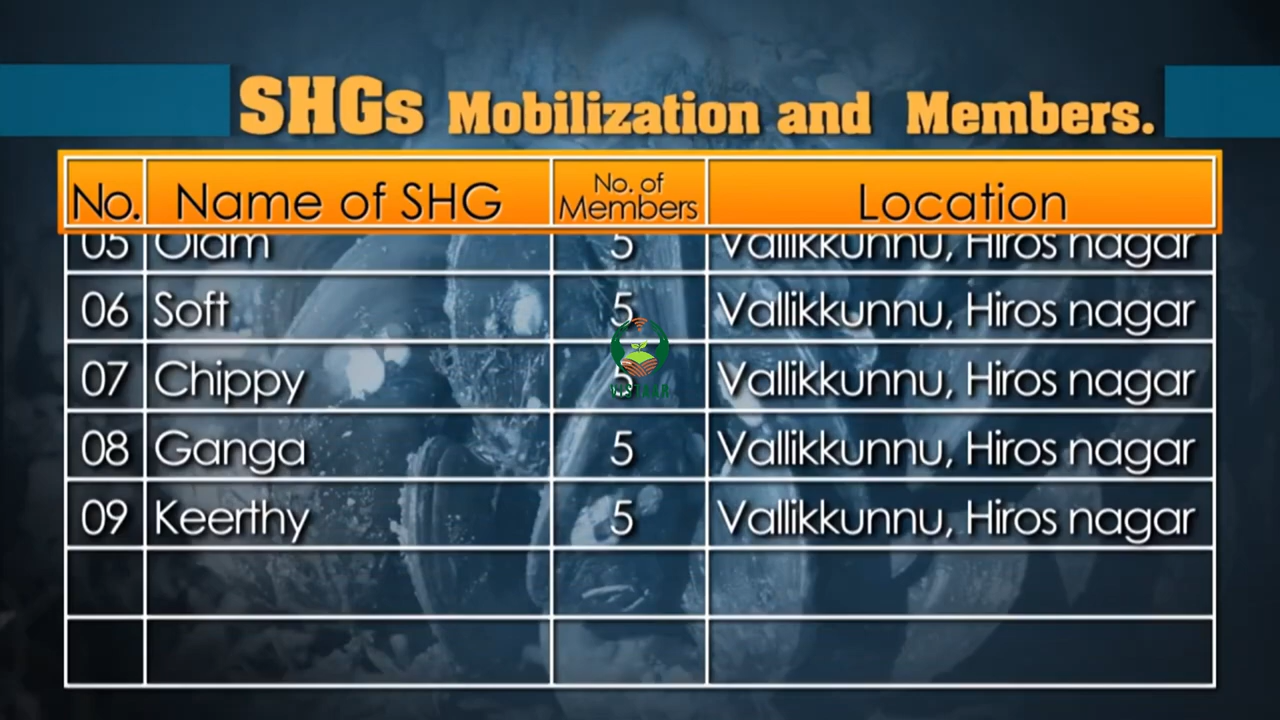 SHGs Mobilization and Members.
No. Name of SHG No. of Members Location
05 Olam 5 Vallikkunnu, Hiros nagar
06 Soft 5 Vallikkunnu, Hiros nagar
07 Chippy 5 Vallikkunnu, Hiros nagar
08 Ganga 5 Vallikkunnu, Hiros nagar
09 Keerthy 5 Vallikkunnu, Hiros nagar